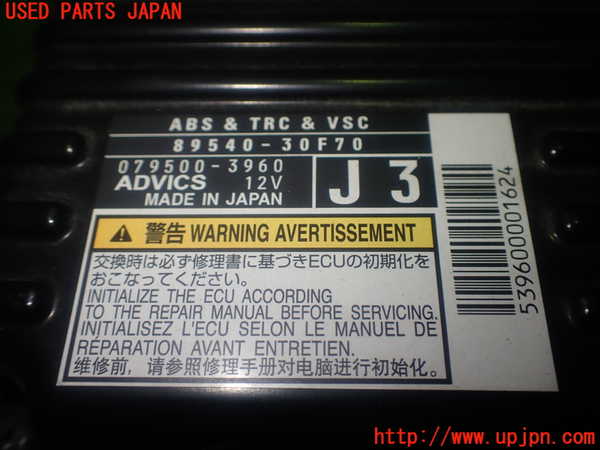 USED PARTS JAPAN
ABS & TRC & VSC
89540-30F70
079500-3960
ADVICS 12V
MADE IN JAPAN
J3
539600001624
警告 WARNING AVERTISSEMENT
交換時は必ず修理書に基づきECUの初期化を
おこなってください。
INITIALIZE THE ECU ACCORDING
TO THE REPAIR MANUAL BEFORE SERVICING.
INITIALISEZ L'ECU SELON LE MANUEL DE
REPARATION AVANT ENTRETIEN.
维修前，请参照修理手册对电脑进行初始化。
http://www.upjpn.com/